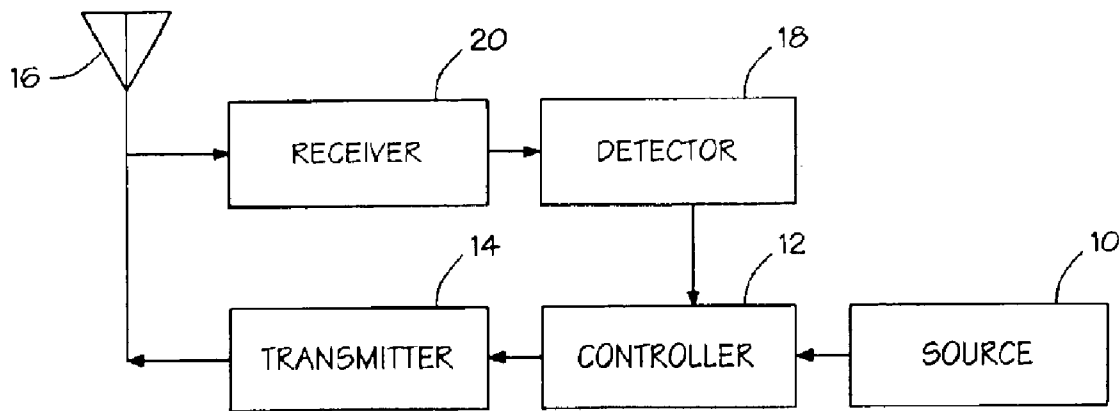 20
18
16
RECEIVER
DETECTOR
14
12
10
TRANSMITTER
CONTROLLER
SOURCE